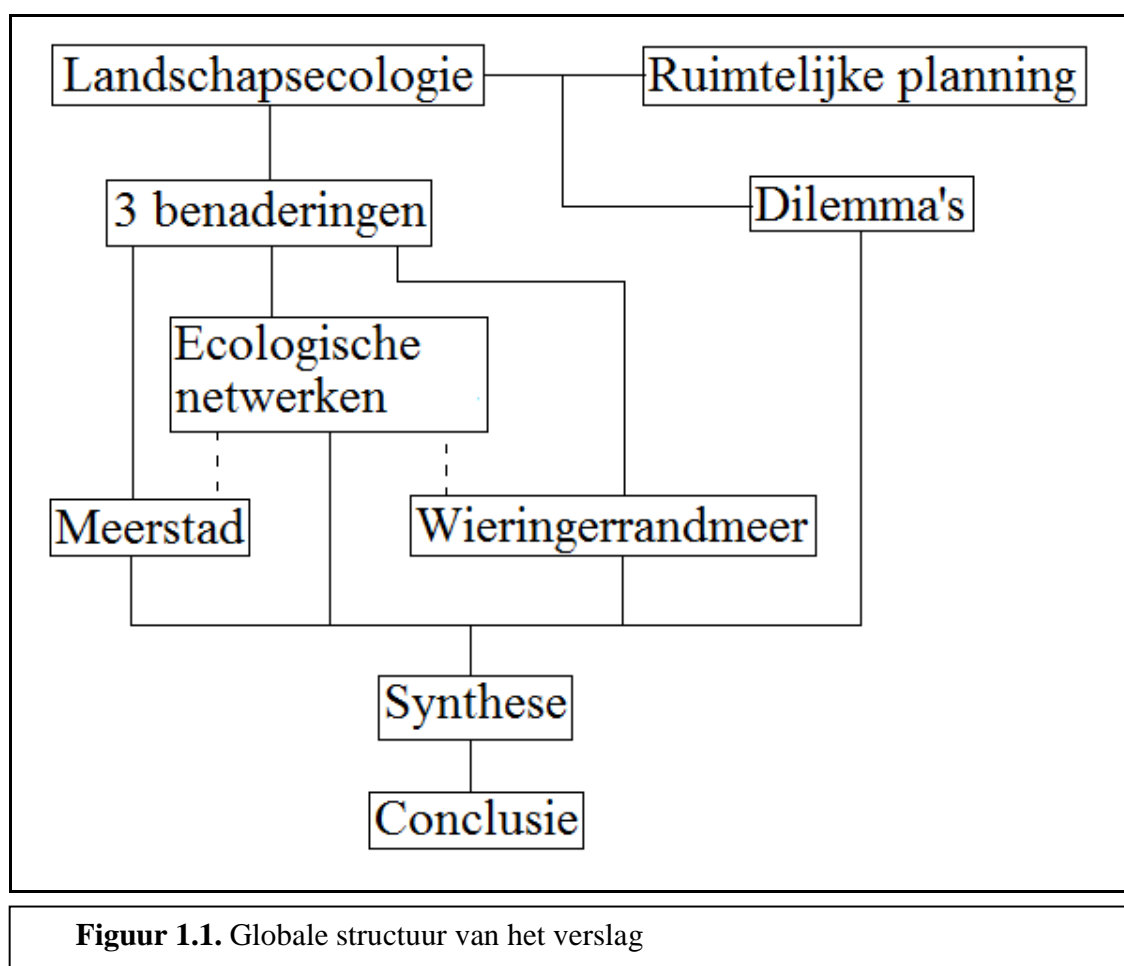 Landschapsecologie
Ruimtelijke planning
3 benaderingen
Dilemma's
Ecologische
netwerken
Meerstad
Wieringerrandmeer
Synthese
Conclusie
Figuur 1.1. Globale structuur van het verslag